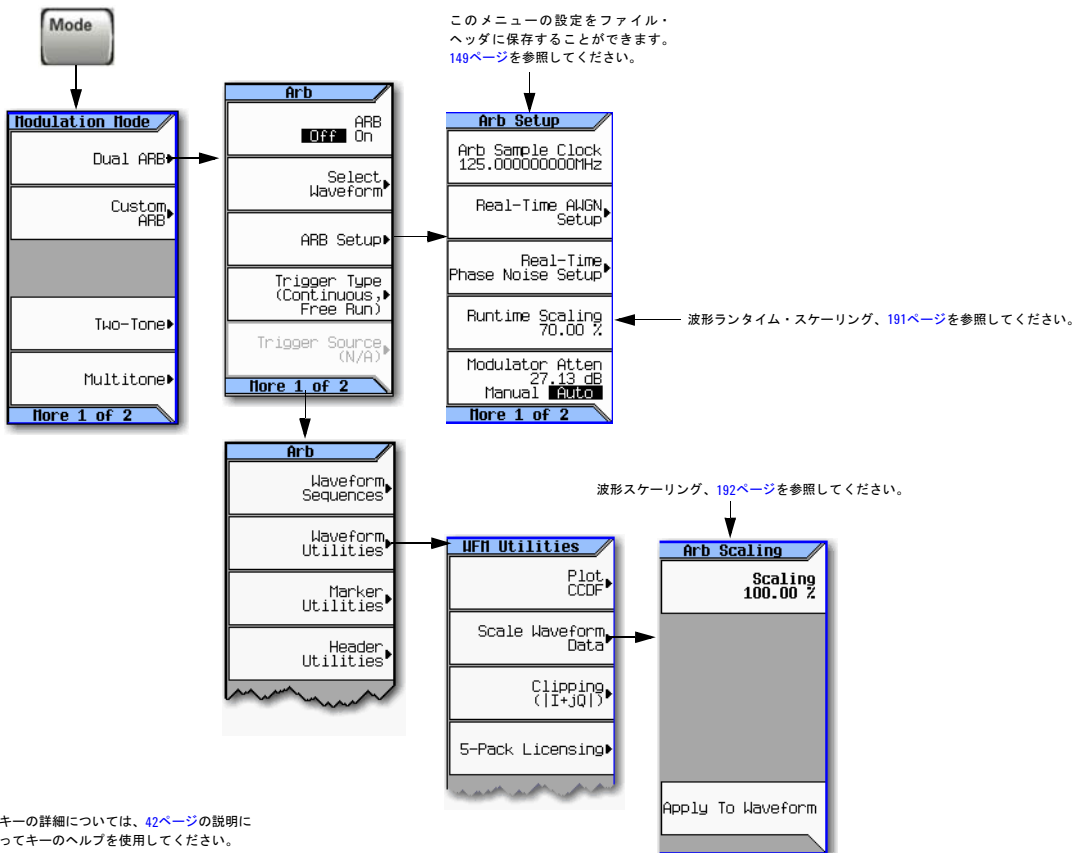 Mode
このメニューの設定をファイル・
ヘッダに保存することができます。
149ページを参照してください。
Modulation Mode
Dual ARB
Custom
ARB
Two-Tone
Multitone
More 1 of 2
Arb
ARB
Off On
Select
Waveform
ARB Setup
Trigger Type
(Continuous,
Free Run)
Trigger Source
(N/A)
More 1 of 2
Arb Setup
Arb Sample Clock
125.000000000MHz
Real-Time AWGN
Setup
Real-Time
Phase Noise Setup
Runtime Scaling
70.00 %
Modulator Atten
27.13 dB
Manual Auto
More 1 of 2
波形ランタイム・スケーリング、191ページを参照してください。
Arb
Waveform
Sequences
Waveform
Utilities
Marker
Utilities
Header
Utilities
WFM Utilities
Plot
CCDF
Scale Waveform
Data
Clipping
(|I+jQ|)
5-Pack Licensing
波形スケーリング、192ページを参照してください。
Arb Scaling
Scaling
100.00 %
Apply To Waveform
キーの詳細については、42ページの説明に
ってキーのヘルプを使用してください。